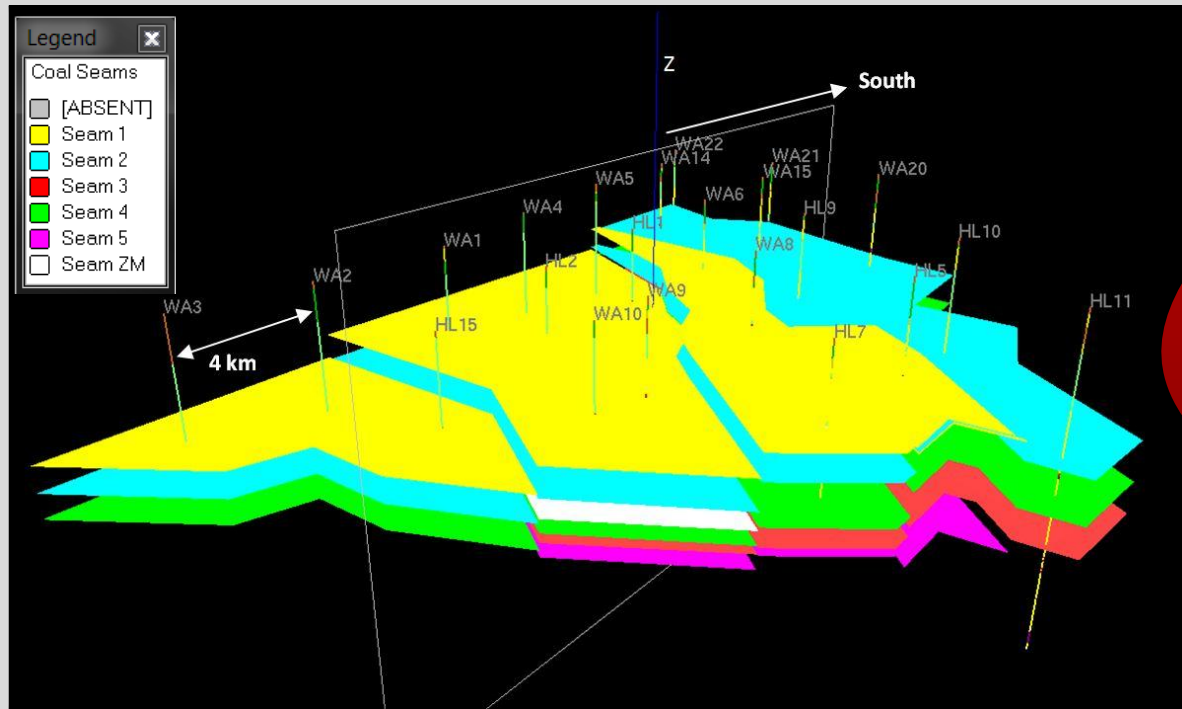 Legend
Coal Seams
[ABSENT]
Seam 1
Seam 2
Seam 3
Seam 4
Seam 5
Seam ZM
Z
South
WA22
WA14
WA21
WA15
WA20
WA5
WA6
WA4
HL1
HL9
WA1
WA8
HL10
HL2
HL5
WA2
WA9
WA3
WA10
HL15
HL7
HL11
4 km